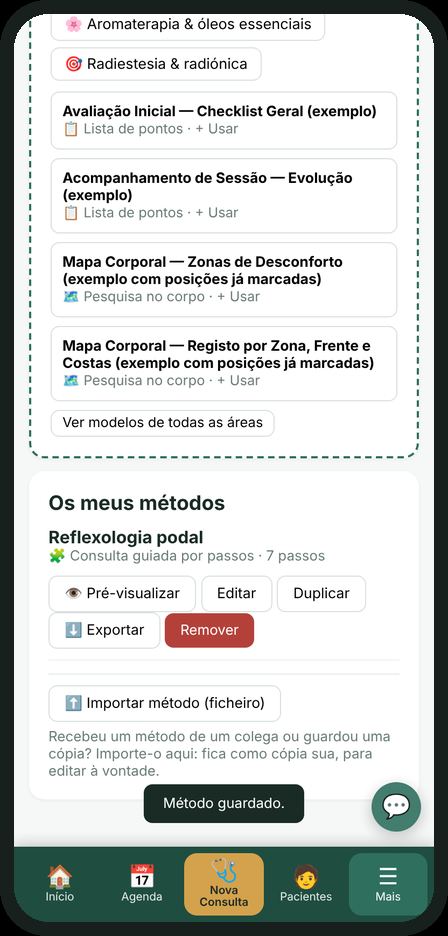 Aromaterapia & óleos essenciais
Radiestesia & radiónica
Avaliação Inicial — Checklist Geral (exemplo)
Lista de pontos · + Usar
Acompanhamento de Sessão — Evolução
(exemplo)
Lista de pontos · + Usar
Mapa Corporal — Zonas de Desconforto
(exemplo com posições já marcadas)
Pesquisa no corpo · + Usar
Mapa Corporal — Registo por Zona, Frente e
Costas (exemplo com posições já marcadas)
Pesquisa no corpo · + Usar
Ver modelos de todas as áreas
Os meus métodos
Reflexologia podal
Consulta guiada por passos · 7 passos
Pré-visualizar
Editar
Duplicar
Exportar
Remover
Importar método (ficheiro)
Recebeu um método de um colega ou guardou uma
cópia? Importe-o aqui: fica como cópia sua, para
editar à vontade.
Método guardado.
Início
Agenda
Nova
Consulta
Pacientes
Mais